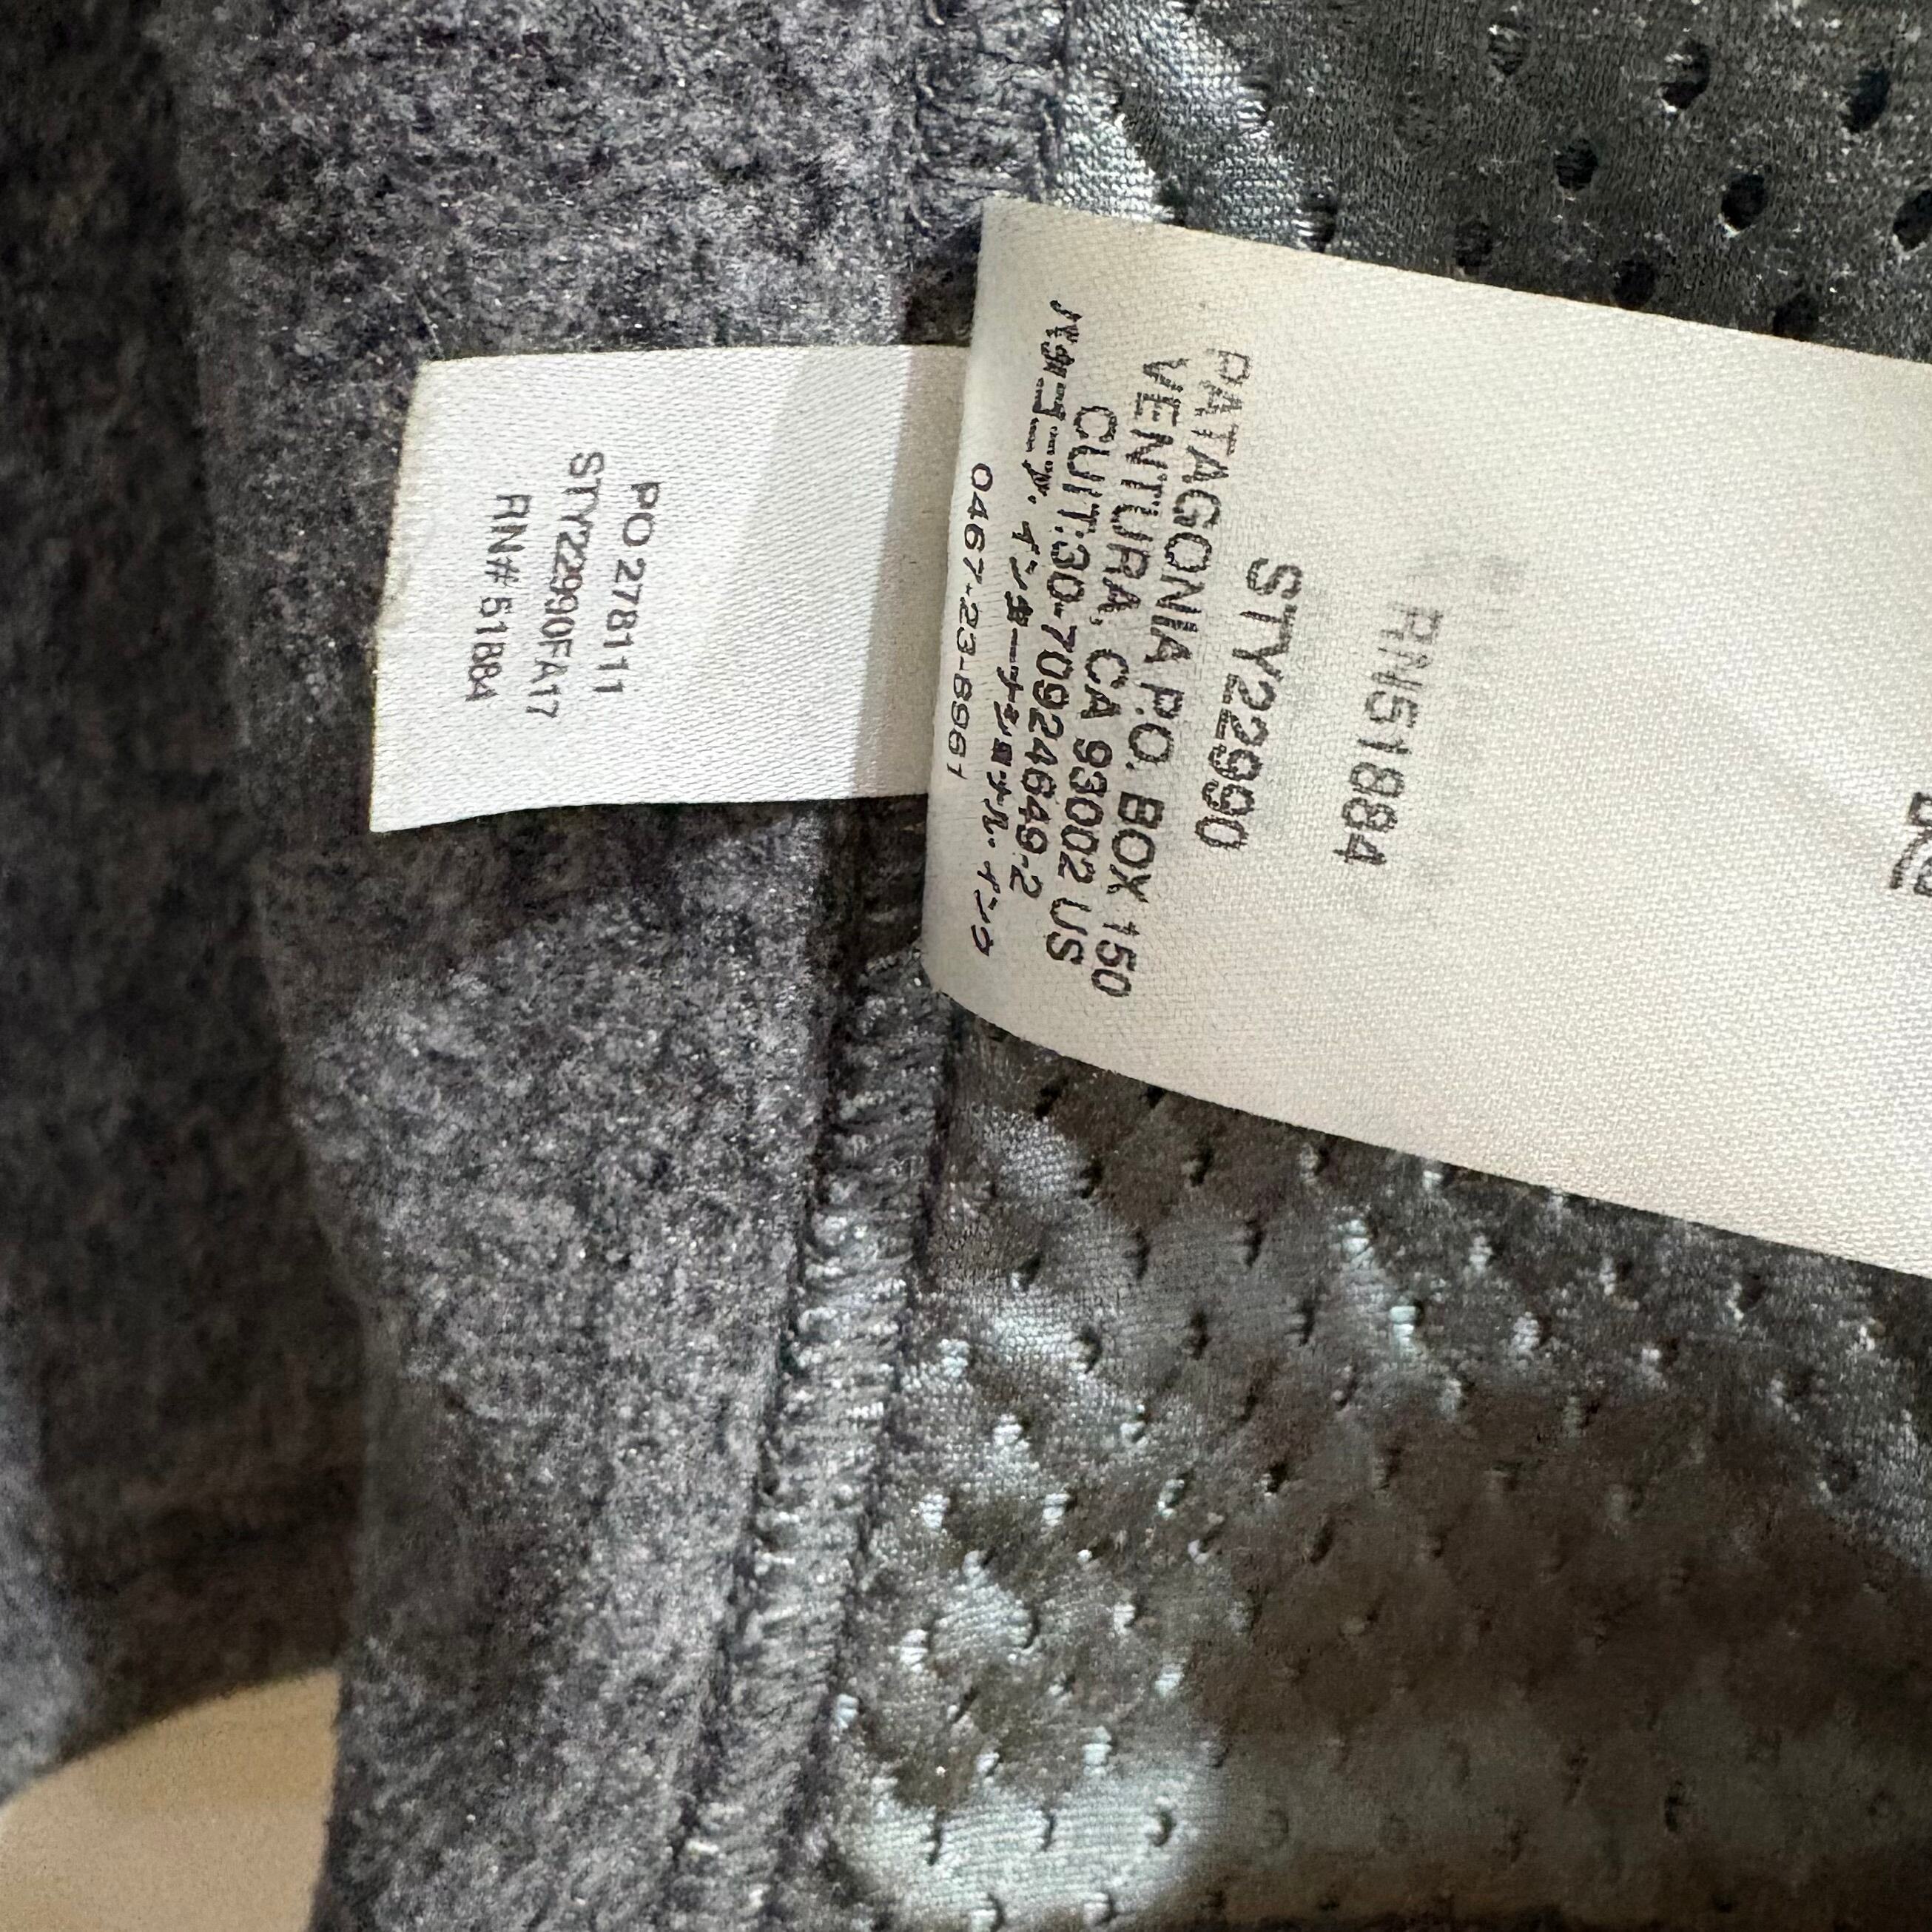 PO 278111
STY22990FA17
RN# 51884
RN51884
STY22990
PATAGONIA P.O. BOX 150
VENTURA, CA 93002 US
CUIT:30-70924649-2
パタゴニア・インターナショナル・インク
0467-23-8961